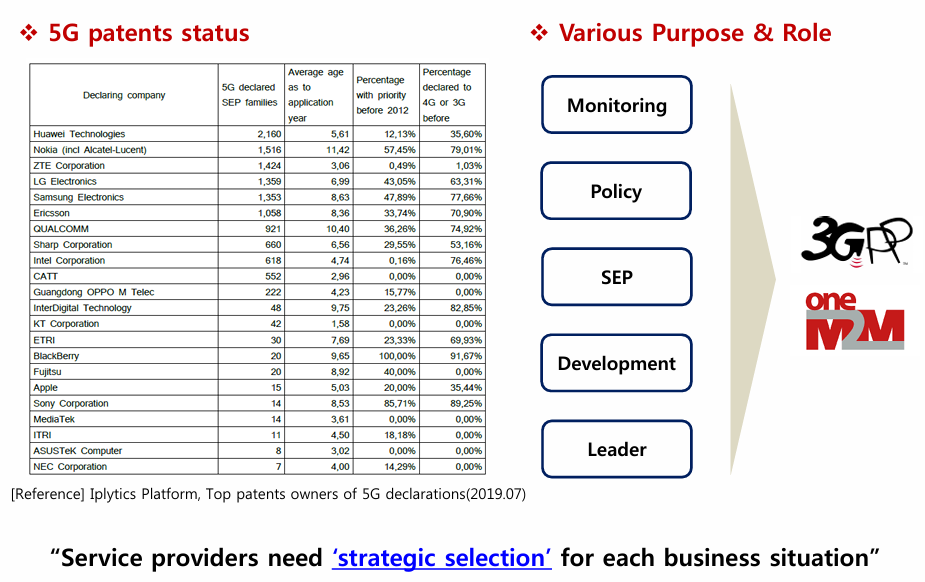 ❖ 5G patents status
❖ Various Purpose & Role
Declaring company | 5G declared SEP families | Average age as to application year | Percentage with priority before 2012 | Percentage declared to 4G or 3G before
Huawei Technologies 2,160 5,61 12,13% 35,60%
Nokia (incl Alcatel-Lucent) 1,516 11,42 57,45% 79,01%
ZTE Corporation 1,424 3,06 0,49% 1,03%
LG Electronics 1,359 6,99 43,05% 63,31%
Samsung Electronics 1,353 8,63 47,89% 77,66%
Ericsson 1,058 8,36 33,74% 70,90%
QUALCOMM 921 10,40 36,26% 74,92%
Sharp Corporation 660 6,56 29,55% 53,16%
Intel Corporation 618 4,74 0,16% 76,46%
CATT 552 2,96 0,00% 0,00%
Guangdong OPPO M Telec 222 4,23 15,77% 0,00%
InterDigital Technology 48 9,75 23,26% 82,85%
KT Corporation 42 1,58 0,00% 0,00%
ETRI 30 7,69 23,33% 69,93%
BlackBerry 20 9,65 100,00% 91,67%
Fujitsu 20 8,92 40,00% 0,00%
Apple 15 5,03 20,00% 35,44%
Sony Corporation 14 8,53 85,71% 89,25%
MediaTek 14 3,61 0,00% 0,00%
ITRI 11 4,50 18,18% 0,00%
ASUSTeK Computer 8 3,02 0,00% 0,00%
NEC Corporation 7 4,00 14,29% 0,00%
[Reference] Iplytics Platform, Top patents owners of 5G declarations(2019.07)
Monitoring
Policy
SEP
Development
Leader
3GPP
TM
one
M2M
“Service providers need ‘strategic selection’ for each business situation”